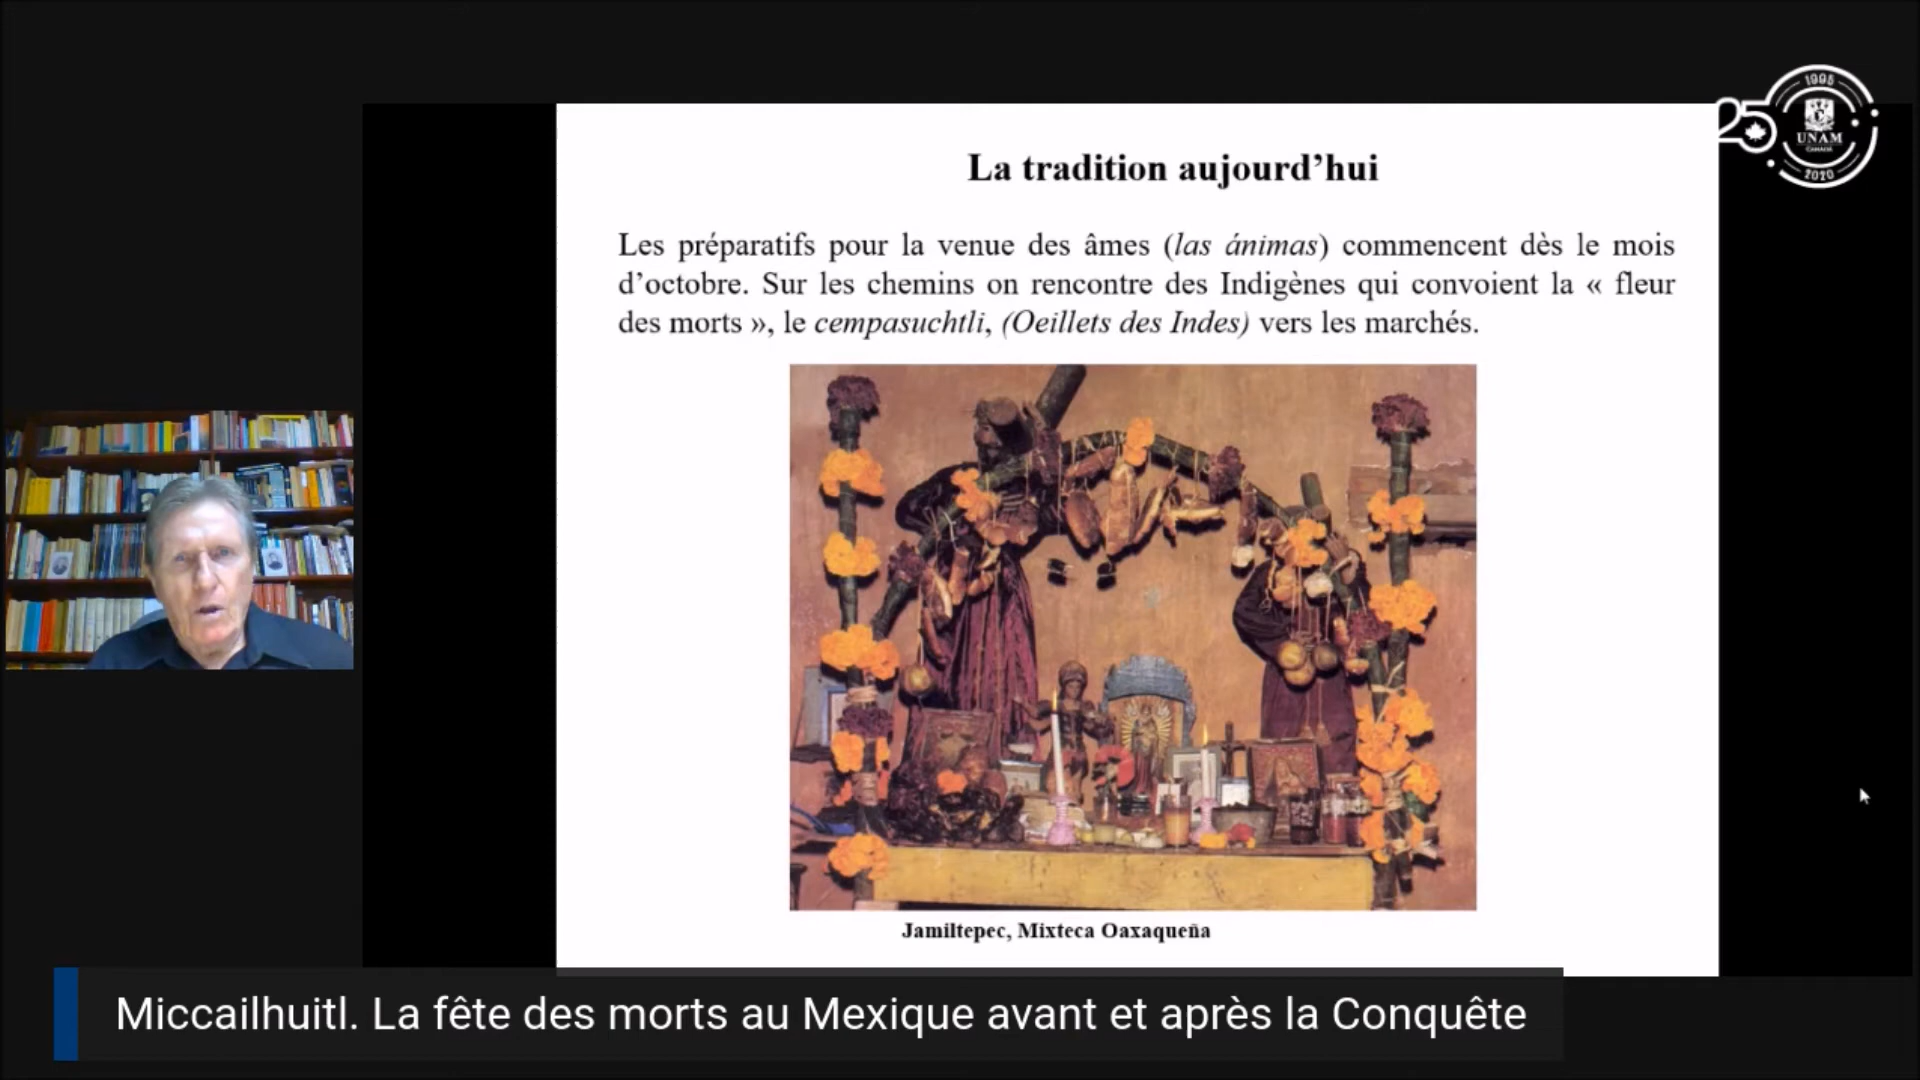 La tradition aujourd’hui
Les préparatifs pour la venue des âmes (las ánimas) commencent dès le mois
d’octobre. Sur les chemins on rencontre des Indigènes qui convoient la « fleur
des morts », le cempasuchtli, (Oeillets des Indes) vers les marchés.
Jamiltepec, Mixteca Oaxaqueña
25
1995
UNAM
CANADÁ
2020
Miccailhuitl. La fête des morts au Mexique avant et après la Conquête